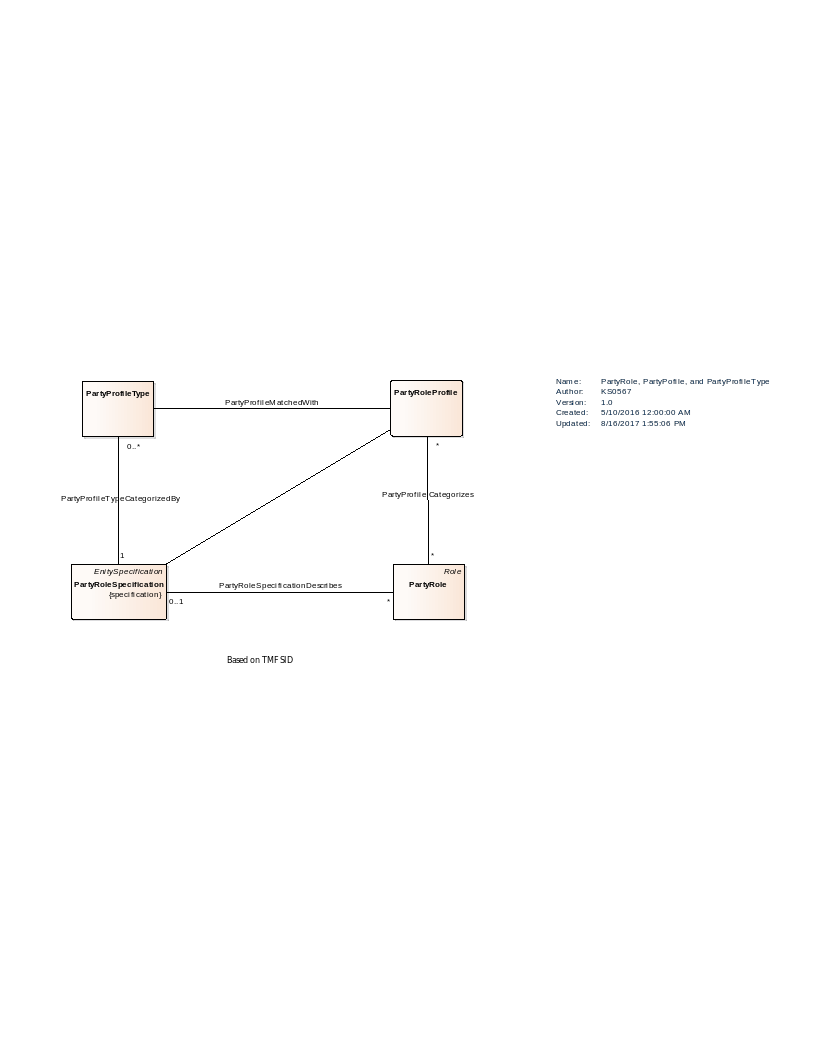 PartyProfileType
PartyProfileMatchedWith
PartyRoleProfile
Name: PartyRole, PartyPofile, and PartyProfileType
Author: KS0567
Version: 1.0
Created: 5/10/2016 12:00:00 AM
Updated: 8/16/2017 1:55:06 PM
0..*
*
PartyProfileTypeCategorizedBy
PartyProfileCategorizes
1
*
EnitySpecification
PartyRoleSpecification
{specification}
PartyRoleSpecificationDescribes
0..1
*
Role
PartyRole
Based on TMF SID